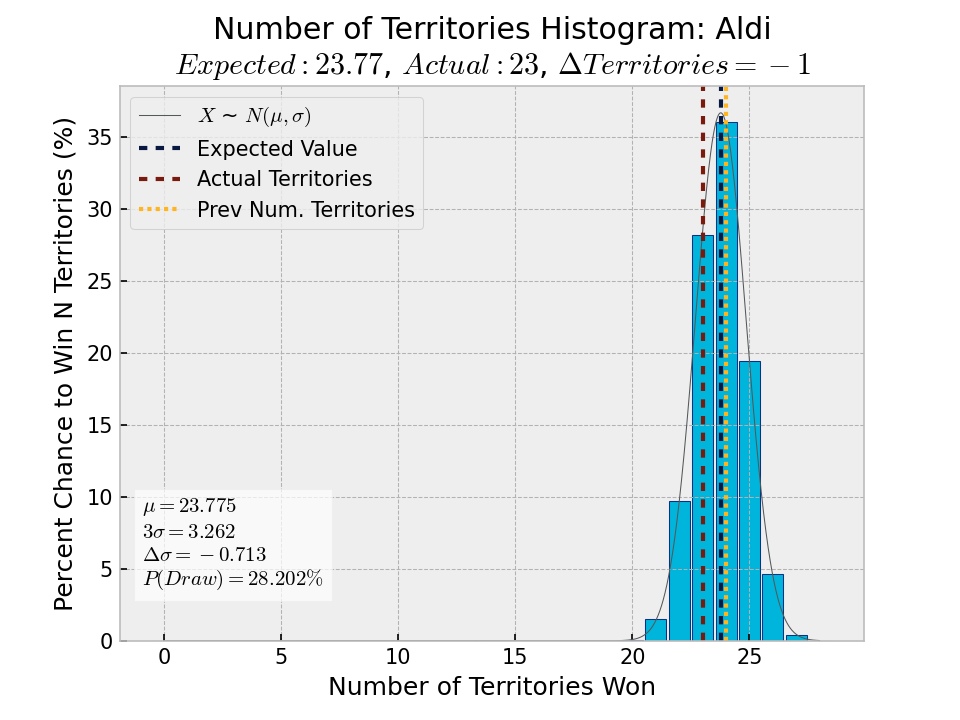 Number of Territories Histogram: Aldi
Expected : 23.77, Actual : 23, ΔTerritories = −1
X ~ N(μ, σ)
Expected Value
Actual Territories
Prev Num. Territories
Percent Chance to Win N Territories (%)
35
30
25
20
15
10
5
0
μ = 23.775
3σ = 3.262
Δσ = −0.713
P(Draw) = 28.202%
0 5 10 15 20 25
Number of Territories Won